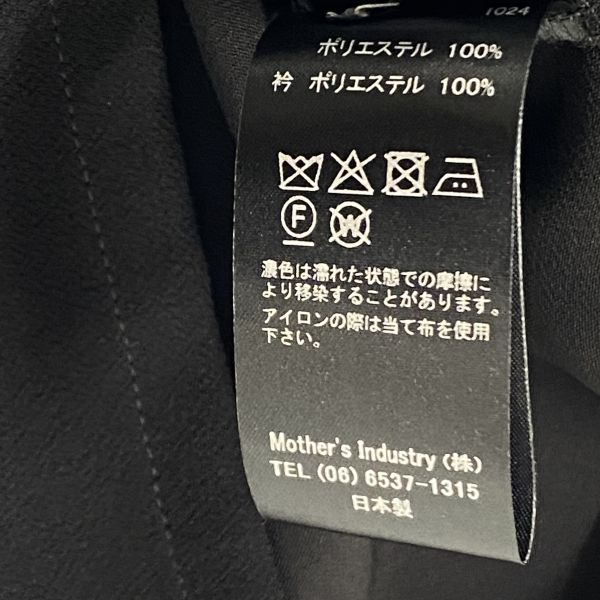 1024
ポリエステル 100%
衿 ポリエステル 100%
F
W
濃色は濡れた状態での摩擦に
より移染することがあります。
アイロンの際は当て布を使用
下さい。
Mother's Industry (株)
TEL (06) 6537-1315
日本製